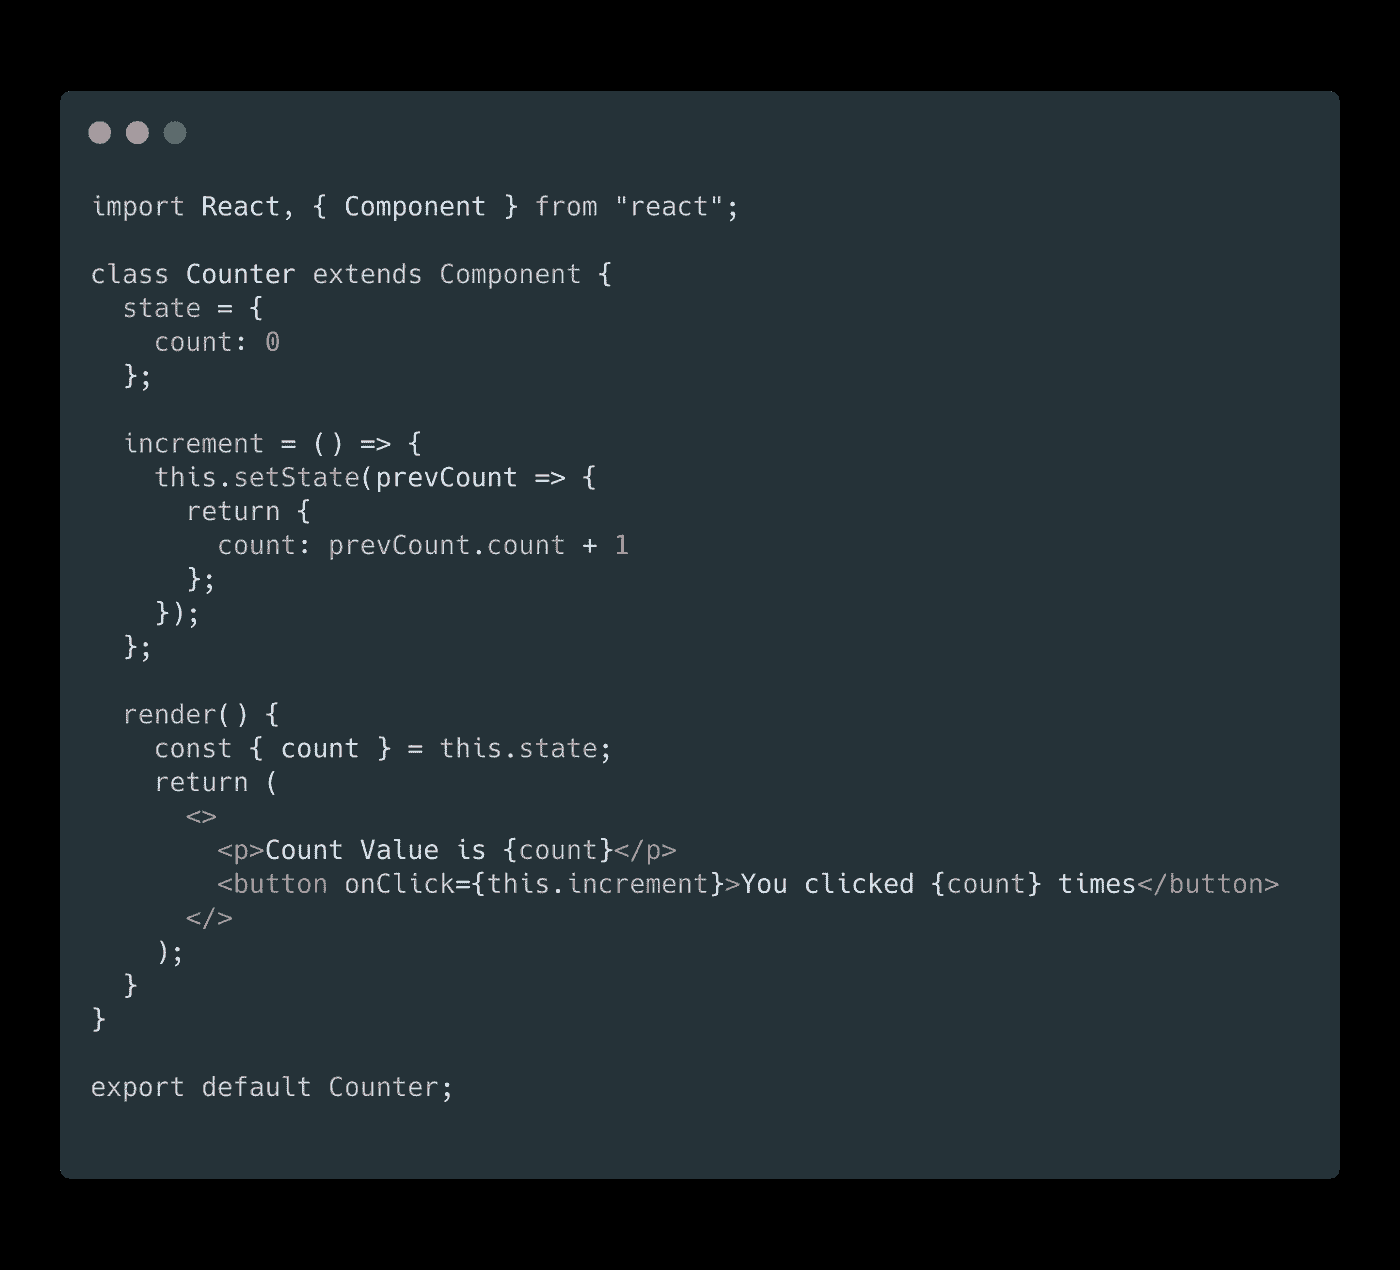 import React, { Component } from "react";

class Counter extends Component {
  state = {
    count: 0
  };

  increment = () => {
    this.setState(prevCount => {
      return {
        count: prevCount.count + 1
      };
    });
  };

  render() {
    const { count } = this.state;
    return (
      <>
        <p>Count Value is {count}</p>
        <button onClick={this.increment}>You clicked {count} times</button>
      </>
    );
  }
}

export default Counter;